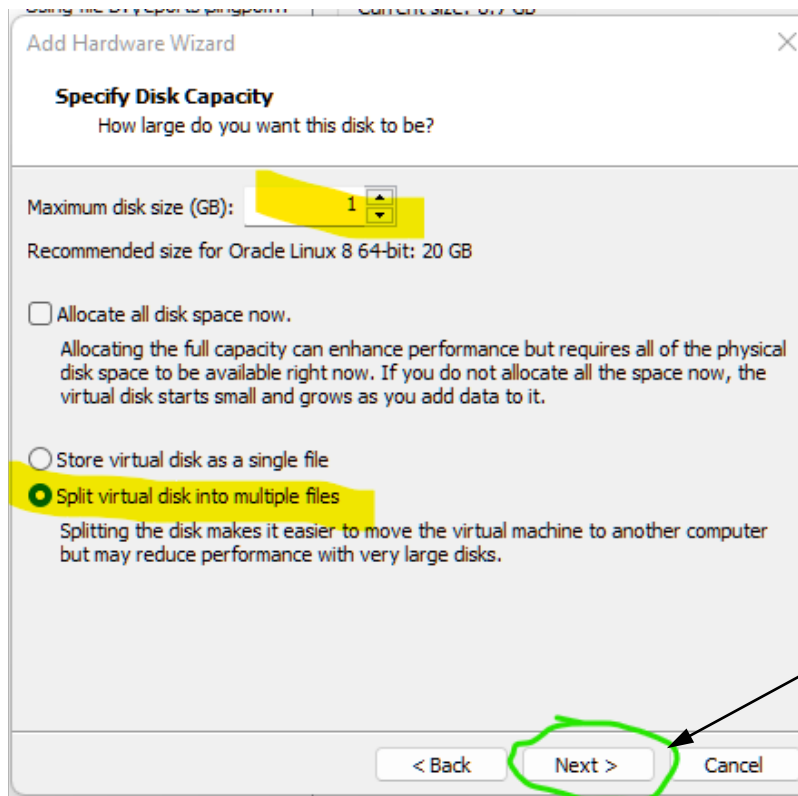 Add Hardware Wizard
Specify Disk Capacity
How large do you want this disk to be?
Maximum disk size (GB): 1
Recommended size for Oracle Linux 8 64-bit: 20 GB
Allocate all disk space now.
Allocating the full capacity can enhance performance but requires all of the physical
disk space to be available right now. If you do not allocate all the space now, the
virtual disk starts small and grows as you add data to it.
Store virtual disk as a single file
Split virtual disk into multiple files
Splitting the disk makes it easier to move the virtual machine to another computer
but may reduce performance with very large disks.
< Back Next > Cancel